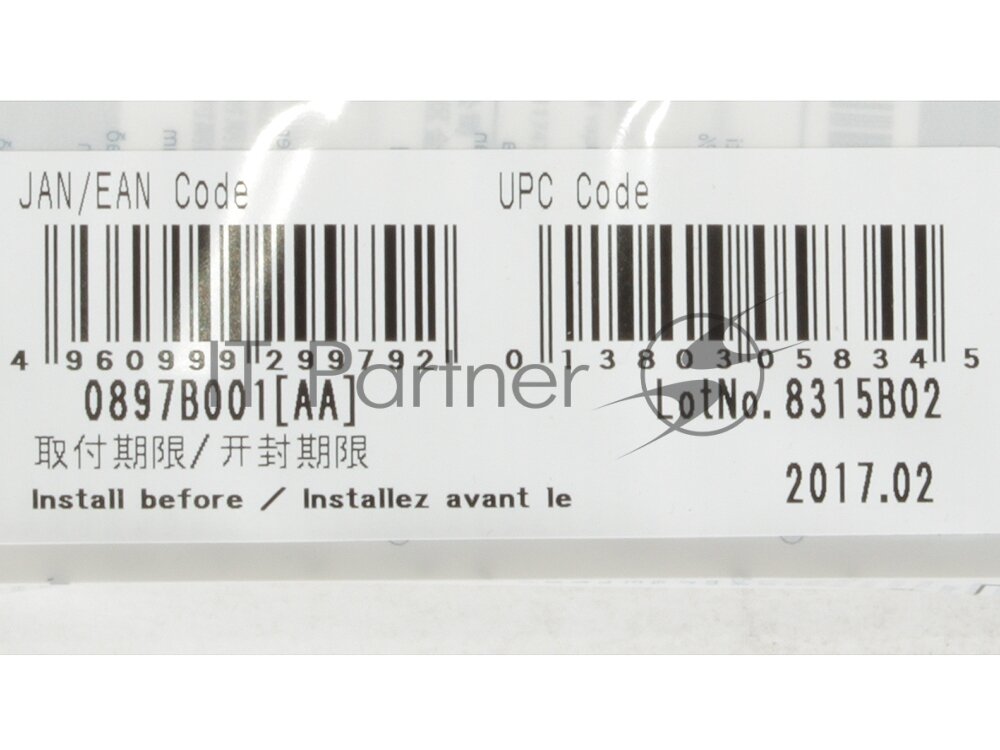 JAN/EAN Code
UPC Code
4 960999 299792
0 13803 05834 5
IT Partner
0897B001[AA]
LotNo. 8315B02
取付期限/开封期限
Install before / Installez avant le
2017.02